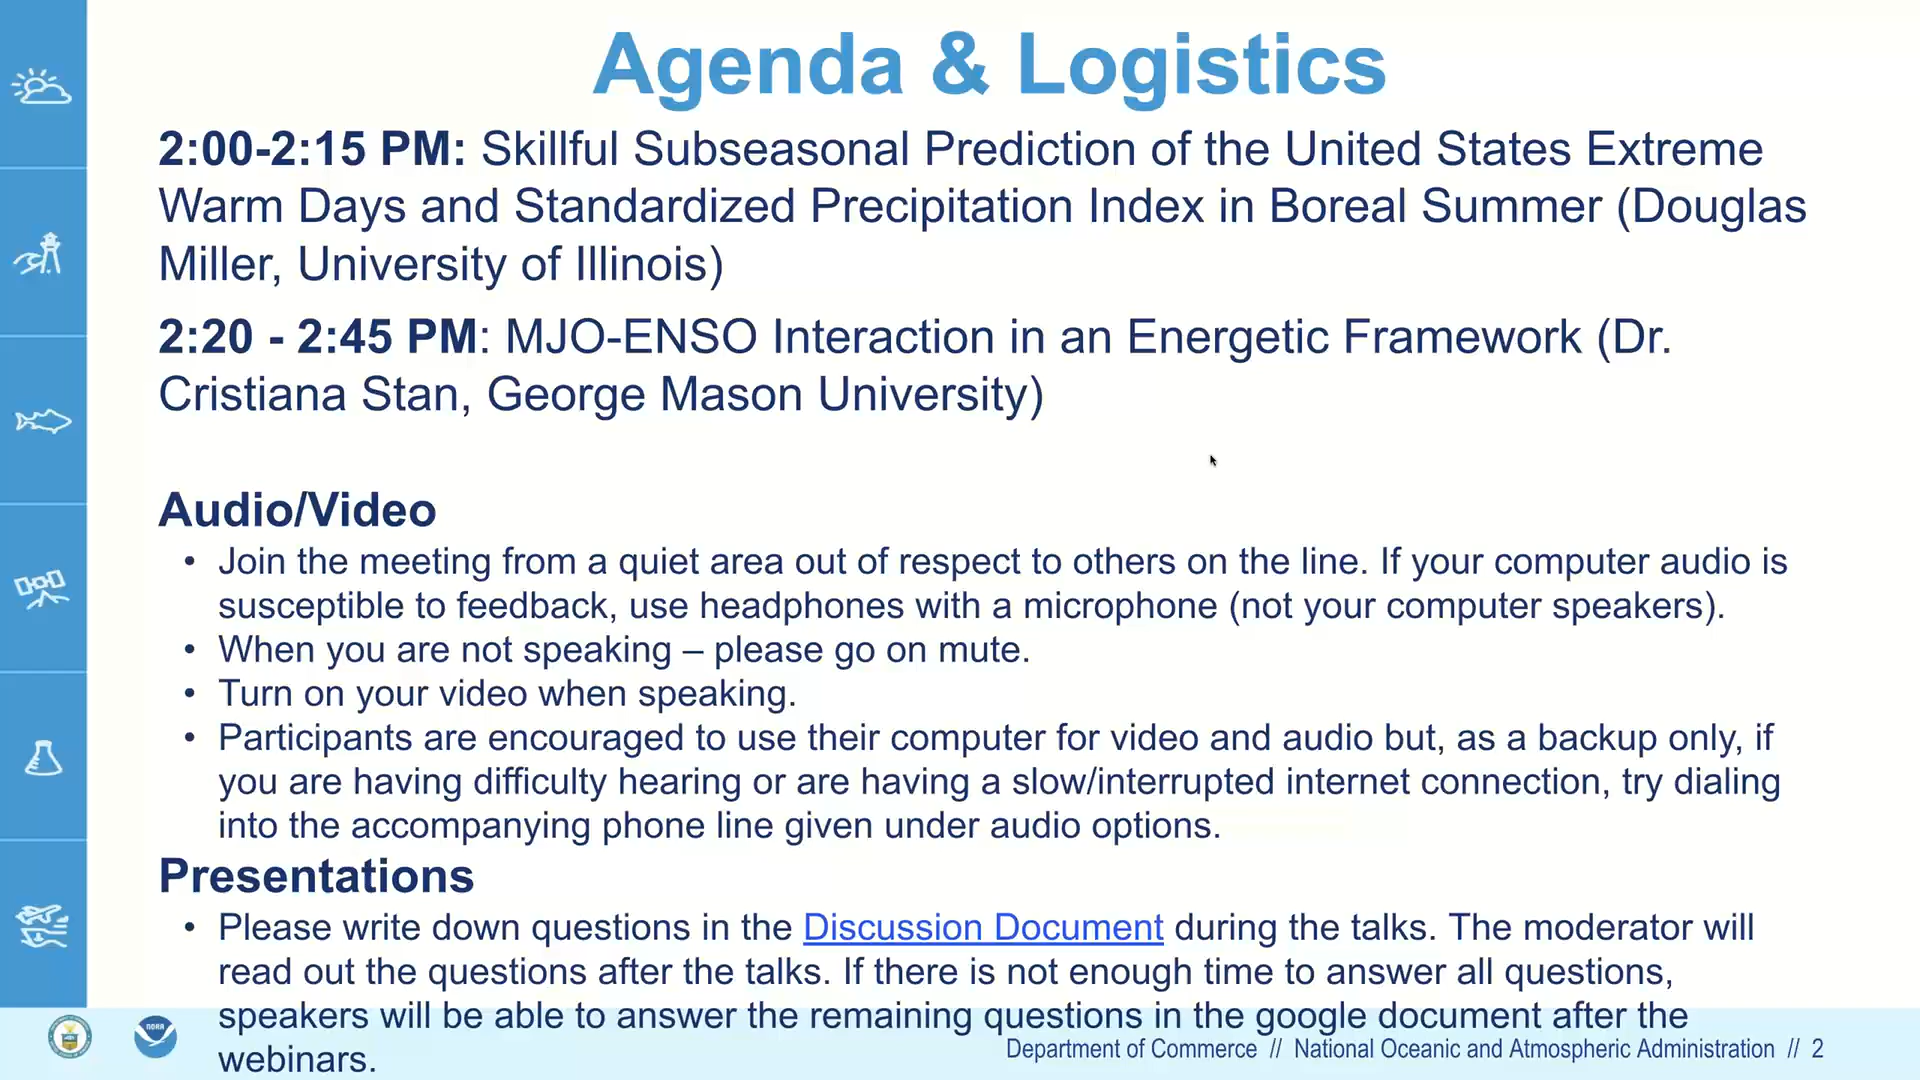 Agenda & Logistics
2:00-2:15 PM: Skillful Subseasonal Prediction of the United States Extreme
Warm Days and Standardized Precipitation Index in Boreal Summer (Douglas
Miller, University of Illinois)
2:20 - 2:45 PM: MJO-ENSO Interaction in an Energetic Framework (Dr.
Cristiana Stan, George Mason University)
Audio/Video
• Join the meeting from a quiet area out of respect to others on the line. If your computer audio is
susceptible to feedback, use headphones with a microphone (not your computer speakers).
• When you are not speaking – please go on mute.
• Turn on your video when speaking.
• Participants are encouraged to use their computer for video and audio but, as a backup only, if
you are having difficulty hearing or are having a slow/interrupted internet connection, try dialing
into the accompanying phone line given under audio options.
Presentations
• Please write down questions in the Discussion Document during the talks. The moderator will
read out the questions after the talks. If there is not enough time to answer all questions,
speakers will be able to answer the remaining questions in the google document after the
webinars.
NOAA
Department of Commerce // National Oceanic and Atmospheric Administration // 2